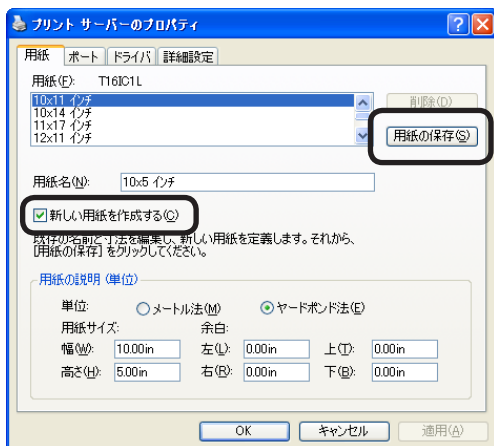 プリント サーバーのプロパティ
用紙 ポート ドライバ 詳細設定
用紙(F): T16IC1L
10x11 インチ
10x14 インチ
11x17 インチ
12x11 インチ
削除(D)
用紙の保存(S)
用紙名(N): 10x5 インチ
新しい用紙を作成する(C)
既存の名前と寸法を編集し、新しい用紙を定義します。それから、
[用紙の保存] をクリックしてください。
用紙の説明 (単位)
単位: メートル法(M) ヤードポンド法(E)
用紙サイズ: 余白:
幅(W): 10.00in 左(L): 0.00in 上(T): 0.00in
高さ(H): 5.00in 右(R): 0.00in 下(B): 0.00in
OK キャンセル 適用(A)